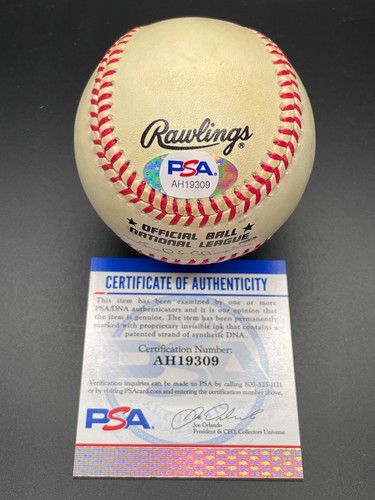 Rawlings®
PSA
AH19309
OFFICIAL BALL
NATIONAL LEAGUE
CERTIFICATE OF AUTHENTICITY
This item has been examined by one or more
PSA/DNA authenticators and it is our opinion that
the item is genuine. The item has been permanently
marked with proprietary invisible ink that contains a
patented strand of synthetic DNA.
Certification Number:
AH19309
Verification inquiries can be made to PSA by calling
or by visiting PSAcard.com and entering the certification number above.
PSA
Joe Orlando
President & CEO, Collectors Universe